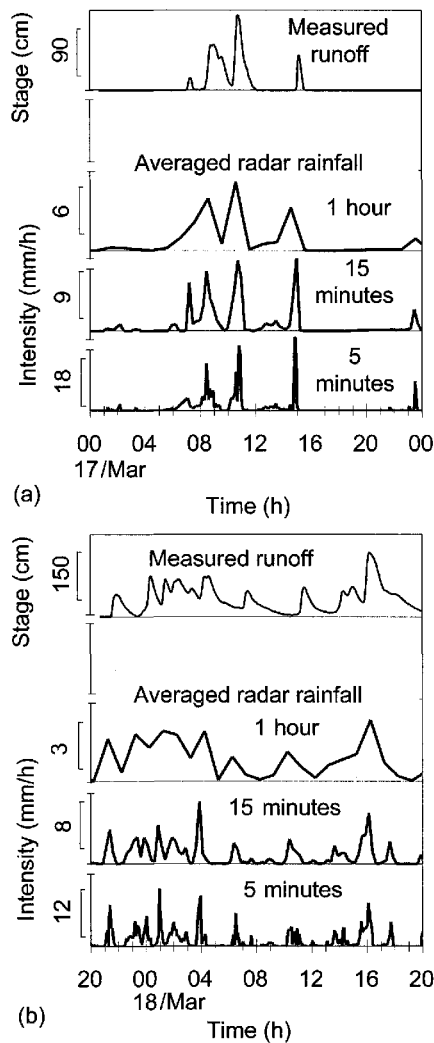 Stage (cm)
90
Measured
runoff
Averaged radar rainfall
Intensity (mm/h)
6
1 hour
9
15
minutes
18
5
minutes
00 04 08 12 16 20 00
17/Mar
(a)
Time (h)
Stage (cm)
150
Measured runoff
Averaged radar rainfall
Intensity (mm/h)
3
1 hour
8
15 minutes
12
5 minutes
20 00 04 08 12 16 20
18/Mar
(b)
Time (h)